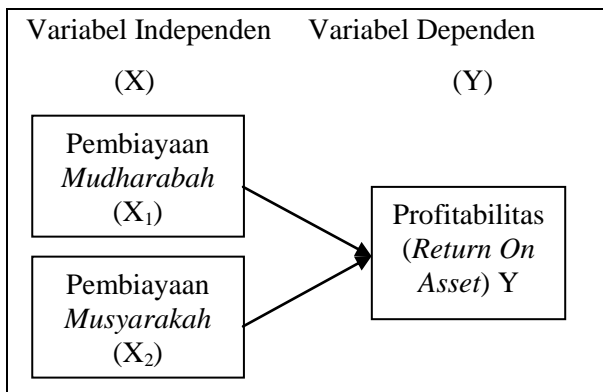 Variabel Independen
(X)
Variabel Dependen
(Y)
Pembiayaan
Mudharabah
(X₁)
Pembiayaan
Musyarakah
(X₂)
Profitabilitas
(Return On
Asset) Y